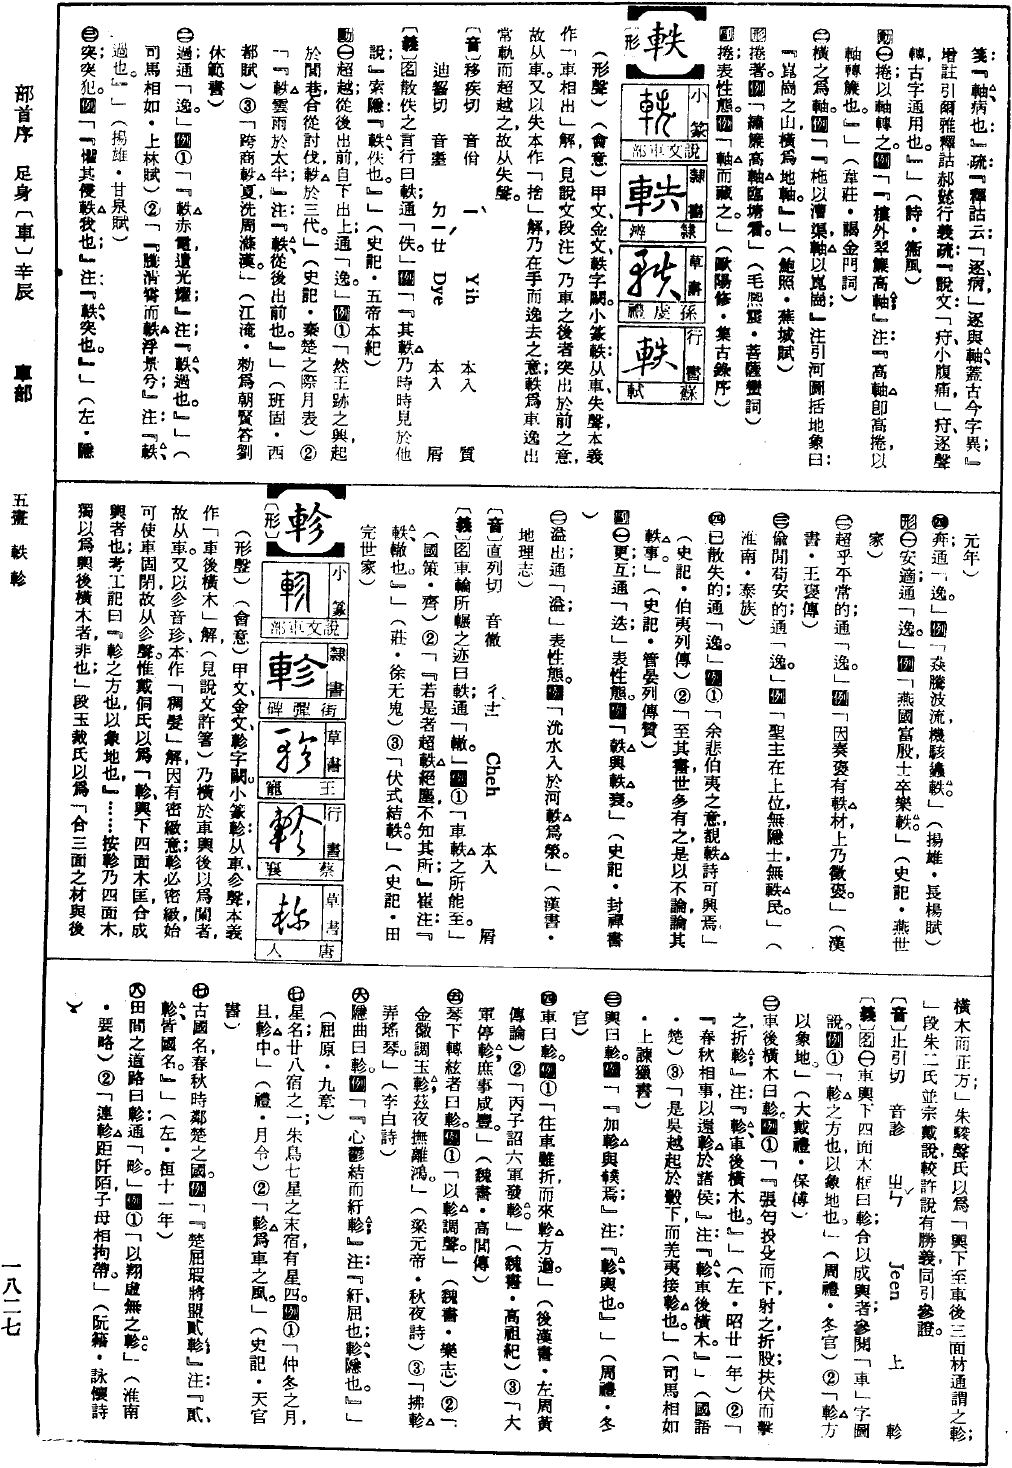 箋：『軸病也』疏『釋詁云：「逐病」逐與軸蓋古今字異』
增註引爾雅釋詁郝懿行義疏『說文：「疛小腹痛」疛逐聲
轉古字通用也。』」（詩・衞風）
動㊀捲以軸轉之。例「『樓外翠簾高軸』注：『高軸卽高捲以
軸轉簾也。』」（韋莊・謁金門詞）
㊁橫之爲軸。例「『柂以漕渠，軸以崑崗』注引河圖括地象曰：
『崑崗之山橫爲地軸。』」（鮑照・蕪城賦）
形捲著。例「繡簾高軸臨塘看。」（毛熙震・菩薩蠻詞）
副捲表性態。例「軸而藏之。」（歐陽修・集古錄序）
軼
〔形〕
小篆 說文車部
隸書 隸辨
草書 孫虔禮
行書 蘇軾
（形聲）（會意）甲文金文軼字闕。小篆軼：从車、失聲，本義
作「車相出」解，（見說文段注）乃車之後者突出於前之意，
故从車。又以失本作「捨」解，乃在手而逸去之意，軼爲車逸出
常軌而超越之，故从失聲。
〔音〕移疾切 音佾 ㄧˋ Yih 本入 質
迪醫切 音臺 ㄉㄧㄝ Dye 本入 屑
〔義〕名散佚之言行曰軼；通「佚。」例「『其軼乃時時見於他
說』索隱：『軼佚也。』」（史記・五帝本紀）
動㊀超越；從後出前，自下出上；通「逸。」例①「然王跡之興，起
於閭巷，合從討伐，軼於三代。」（史記・秦楚之際月表）②
「『軼雲雨於太半』注：『軼從後出前也。』」（班固・西
都賦）③「跨商軼夏，洗周滌漢。」（江淹・勑爲朝賢答劉
休範書）
㊁過；通「逸。」例①「『軼赤電，遺光耀』注：『軼過也。』」（
司馬相如・上林賦）②「『騰清霄而軼浮景兮』注：『軼
過也。』」（揚雄・甘泉賦）
㊂突；突犯。例「『懼其侵軼我也』注：『軼突也。』」（左・隱
元年）
㊃奔；通「逸。」例「猋騰波流，機駭蠭軼。」（揚雄・長楊賦）
形㊀安適；通「逸。」例「燕國富殷，士卒樂軼。」（史記・燕世
家）
㊁超乎平常的；通「逸。」例「因奏褒有軼材，上乃徵褒。」（漢
書・王褒傳）
㊂偸閒苟安的；通「逸。」例「聖主在上位，無隱士，無軼民。」（
淮南・泰族）
㊃已散失的；通「逸。」例①「余悲伯夷之意，覩軼詩可異焉。」
（史記・伯夷列傳）②「至其書世多有之，是以不論，論其
軼事。」（史記・管晏列傳贊）
副㊀更互；通「迭。」表性態。例「軼興軼衰。」（史記・封禪書
）
㊁溢出；通「溢。」表性態。例「沇水入於河，軼爲滎。」（漢書・
地理志）
〔音〕直列切 音徹 ㄔㄜˋ Cheh 本入 屑
〔義〕名車輪所輾之迹曰軼；通「轍。」例①「車軼之所能至。」
（國策・齊）②「『若是者超軼絕塵，不知其所』崔注：『
軼轍也。』」（莊・徐无鬼）③「伏式結軼。」（史記・田
完世家）
軫
〔形〕
小篆 說文車部
隸書 街彈碑
草書 王寵
行書 蔡襄
草書 唐人
（形聲）（會意）甲文金文軫字闕。小篆軫：从車、㐱聲，本義
作「車後橫木」解，（見說文許箸）乃橫於車輿後以爲闌者，
故从車。又以㐱音珍，本作「稠髮」解，因有密緻意；軫必密緻始
可使車固閉，故从㐱聲。惟戴侗氏以爲「軫，輿下四面木匡合成
輿者也；考工記曰『軫之方也，以象地也』……按軫乃四面木，
獨以爲輿後橫木者，非也；」段玉戴氏以爲「合三面之材與後
橫木而正方；」朱駿聲氏以爲「輿下至車後三面材通謂之軫；
」段朱二氏並宗戴說，較許說有勝義，同引參證。
〔音〕止引切 音診 ㄓㄣˇ Jeen 上 軫
〔義〕名㊀車輿下四面木框曰軫，合以成輿者；參閱「車」字圖
說。例①「軫之方也，以象地也。」（周禮・冬官）②「軫方
以象地。」（大戴禮・保傅）
㊁車後橫木曰軫。例①「『張匄投殳而下，射之，折股，扶伏而擊
之，折軫』注：『軫車後橫木也。』」（左・昭廿一年）②「
『春秋相事，以還軫於諸侯』注：『軫車後橫木。』」（國語
・楚）③「是吳越起於轂下，而羌夷接軫也。」（司馬相如
・上諫獵書）
㊂輿曰軫。例「『加軫與轐焉』注：『軫輿也。』」（周禮・冬
官）
㊃車曰軫。例①「往車雖折，而來軫方遒。」（後漢書・左周黃
傳論）②「丙子詔六軍發軫。」（魏書・高祖紀）③「大
軍停軫，庶事咸豐。」（魏書・高閭傳）
㊄琴下轉絃者曰軫。例①「以軫調聲。」（魏書・樂志）②「
金徽調玉軫，茲夜撫離鴻。」（梁元帝・秋夜詩）③「拂軫
弄瑤琴。」（李白詩）
㊅隱曲曰軫。例「『心鬱結而紆軫』注：『紆，屈也；軫，隱也。』」
（屈原・九章）
㊆星名，廿八宿之一；朱鳥七星之末宿，有星四。例①「仲冬之月，
且軫中。」（禮・月令）②「軫爲車，主風。」（史記・天官
書）
㊆古國名，春秋時鄰楚之國。例「『楚屈瑕將盟貳軫』注：『貳、
軫皆國名。』」（左・桓十一年）
㊇田間之道路曰軫；通「畛。」例①「以翔虛無之軫。」（淮南
・要略）②「連軫距阡陌，子母相拘帶。」（阮籍・詠懷詩
）
部首序 足身〔車〕辛辰 車部 五畫 軼 軫 一八二七